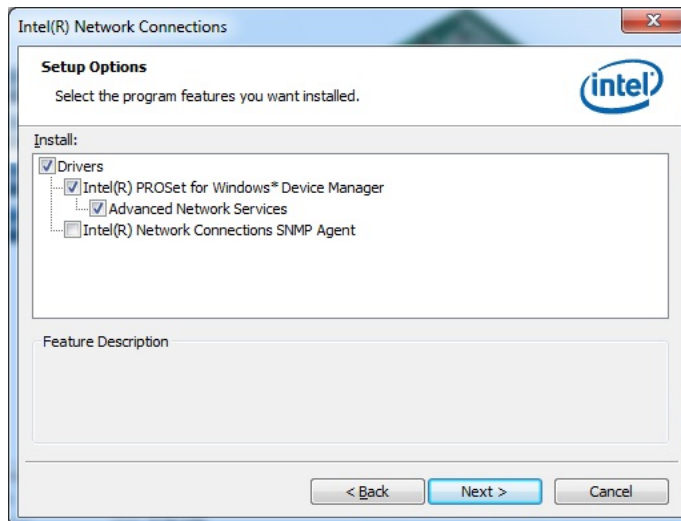 Intel(R) Network Connections
Setup Options
Select the program features you want installed.
intel
Install:
Drivers
Intel(R) PROSet for Windows* Device Manager
Advanced Network Services
Intel(R) Network Connections SNMP Agent
Feature Description
< Back
Next >
Cancel